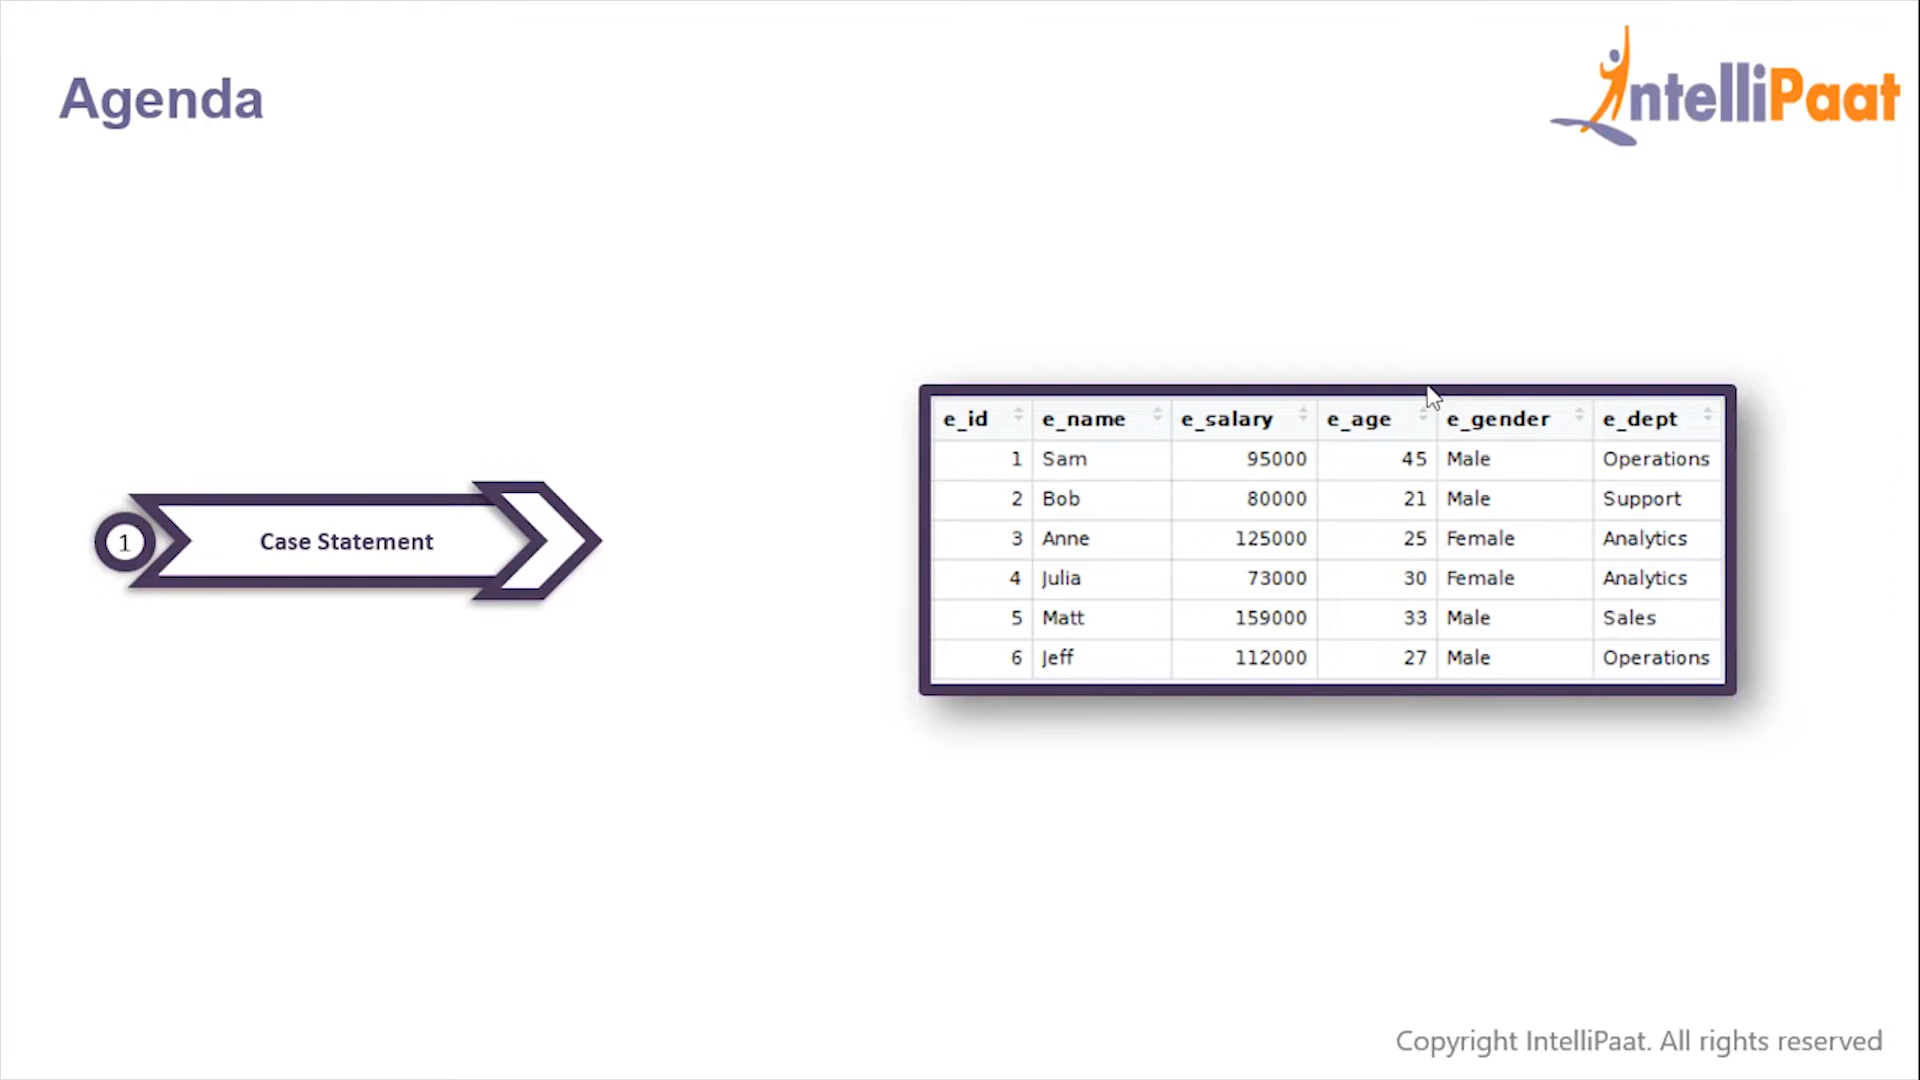 Agenda
IntelliPaat
1
Case Statement
e_id e_name e_salary e_age e_gender e_dept
1 Sam 95000 45 Male Operations
2 Bob 80000 21 Male Support
3 Anne 125000 25 Female Analytics
4 Julia 73000 30 Female Analytics
5 Matt 159000 33 Male Sales
6 Jeff 112000 27 Male Operations
Copyright IntelliPaat. All rights reserved